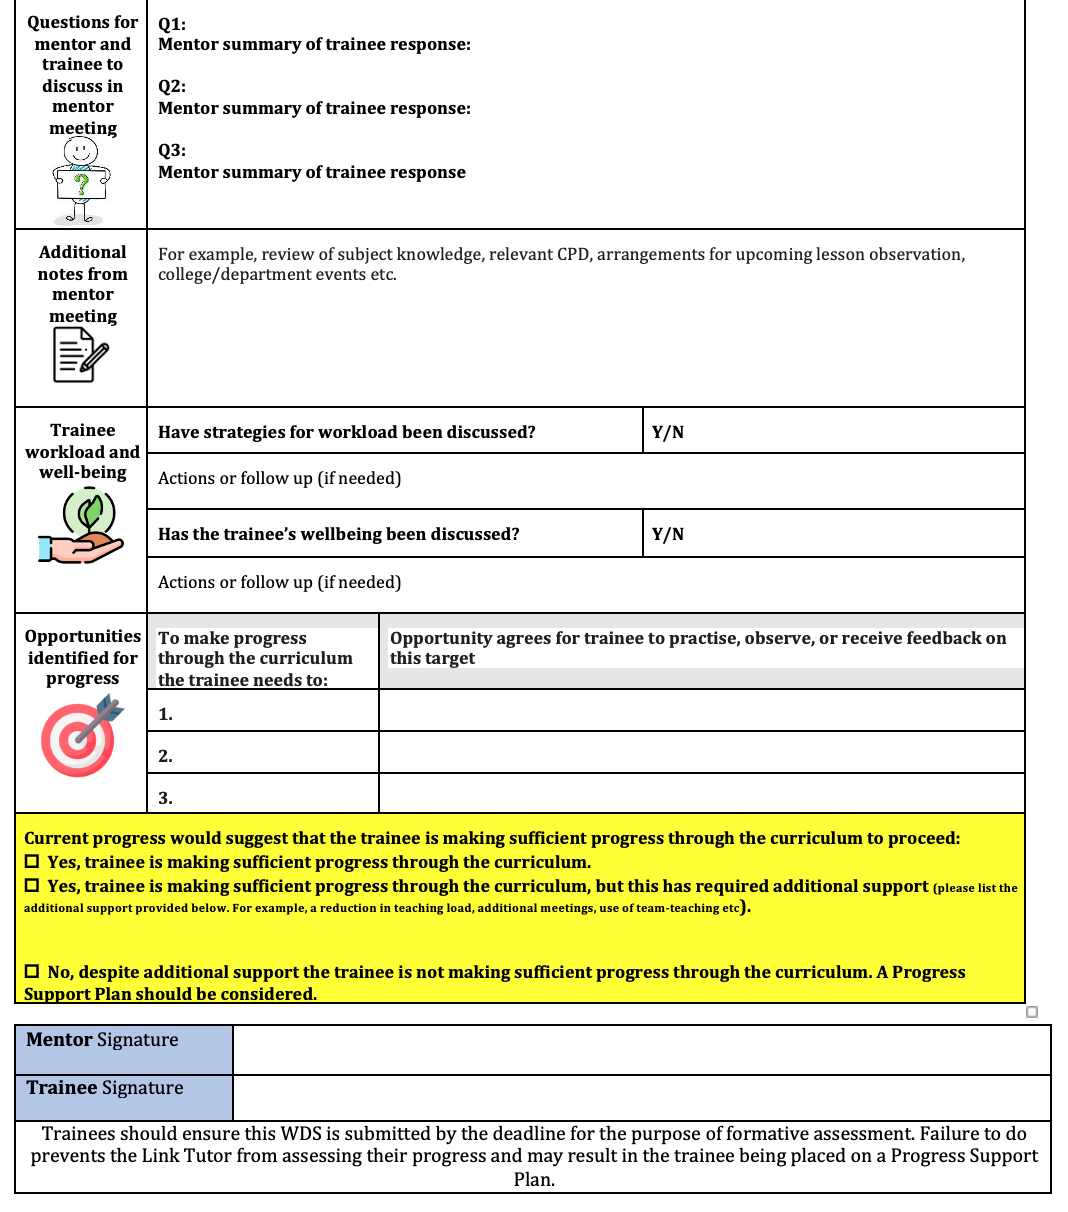 Questions for
mentor and
trainee to
discuss in
mentor
meeting
?
Q1:
Mentor summary of trainee response:
Q2:
Mentor summary of trainee response:
Q3:
Mentor summary of trainee response
Additional
notes from
mentor
meeting
For example, review of subject knowledge, relevant CPD, arrangements for upcoming lesson observation,
college/department events etc.
Trainee
workload and
well-being
Have strategies for workload been discussed?
Y/N
Actions or follow up (if needed)
Has the trainee’s wellbeing been discussed?
Y/N
Actions or follow up (if needed)
Opportunities
identified for
progress
To make progress
through the curriculum
the trainee needs to:
Opportunity agrees for trainee to practise, observe, or receive feedback on
this target
1.
2.
3.
Current progress would suggest that the trainee is making sufficient progress through the curriculum to proceed:
☐ Yes, trainee is making sufficient progress through the curriculum.
☐ Yes, trainee is making sufficient progress through the curriculum, but this has required additional support (please list the
additional support provided below. For example, a reduction in teaching load, additional meetings, use of team-teaching etc).
☐ No, despite additional support the trainee is not making sufficient progress through the curriculum. A Progress
Support Plan should be considered.
Mentor Signature
Trainee Signature
Trainees should ensure this WDS is submitted by the deadline for the purpose of formative assessment. Failure to do
prevents the Link Tutor from assessing their progress and may result in the trainee being placed on a Progress Support
Plan.